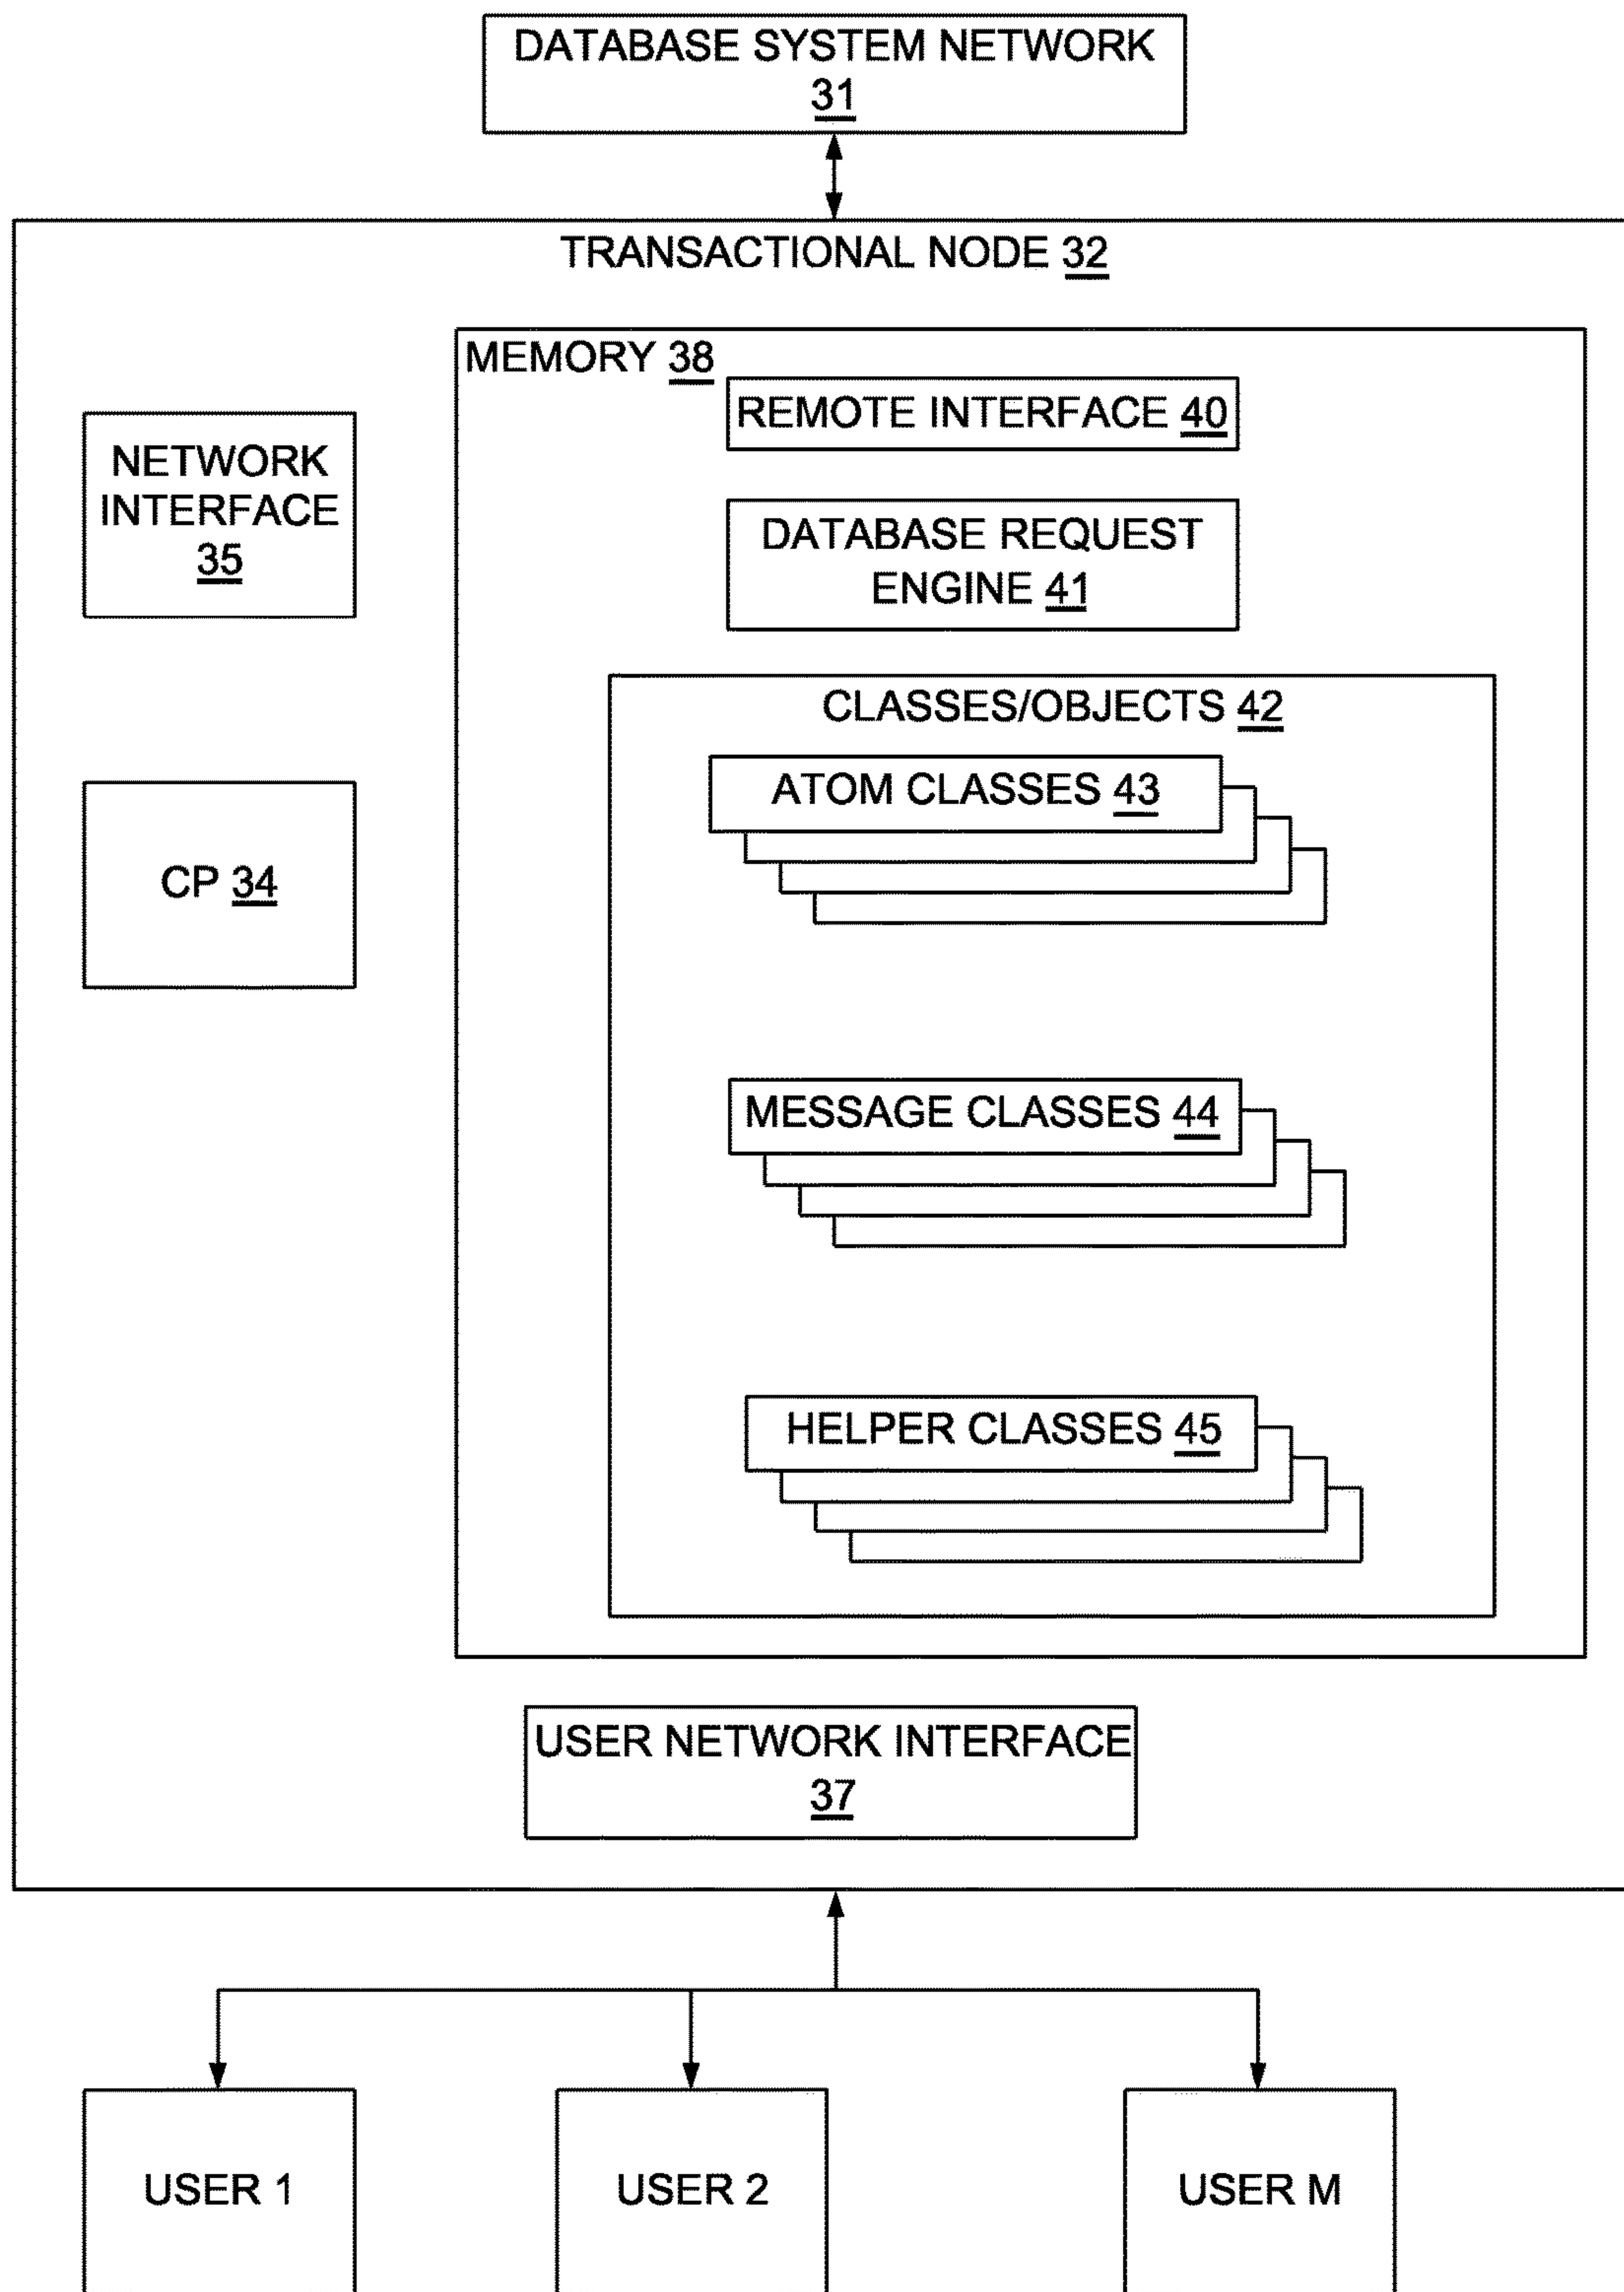 DATABASE SYSTEM NETWORK
31
TRANSACTIONAL NODE 32
MEMORY 38
REMOTE INTERFACE 40
NETWORK
INTERFACE
35
DATABASE REQUEST
ENGINE 41
CLASSES/OBJECTS 42
ATOM CLASSES 43
CP 34
MESSAGE CLASSES 44
HELPER CLASSES 45
USER NETWORK INTERFACE
37
USER 1
USER 2
USER M